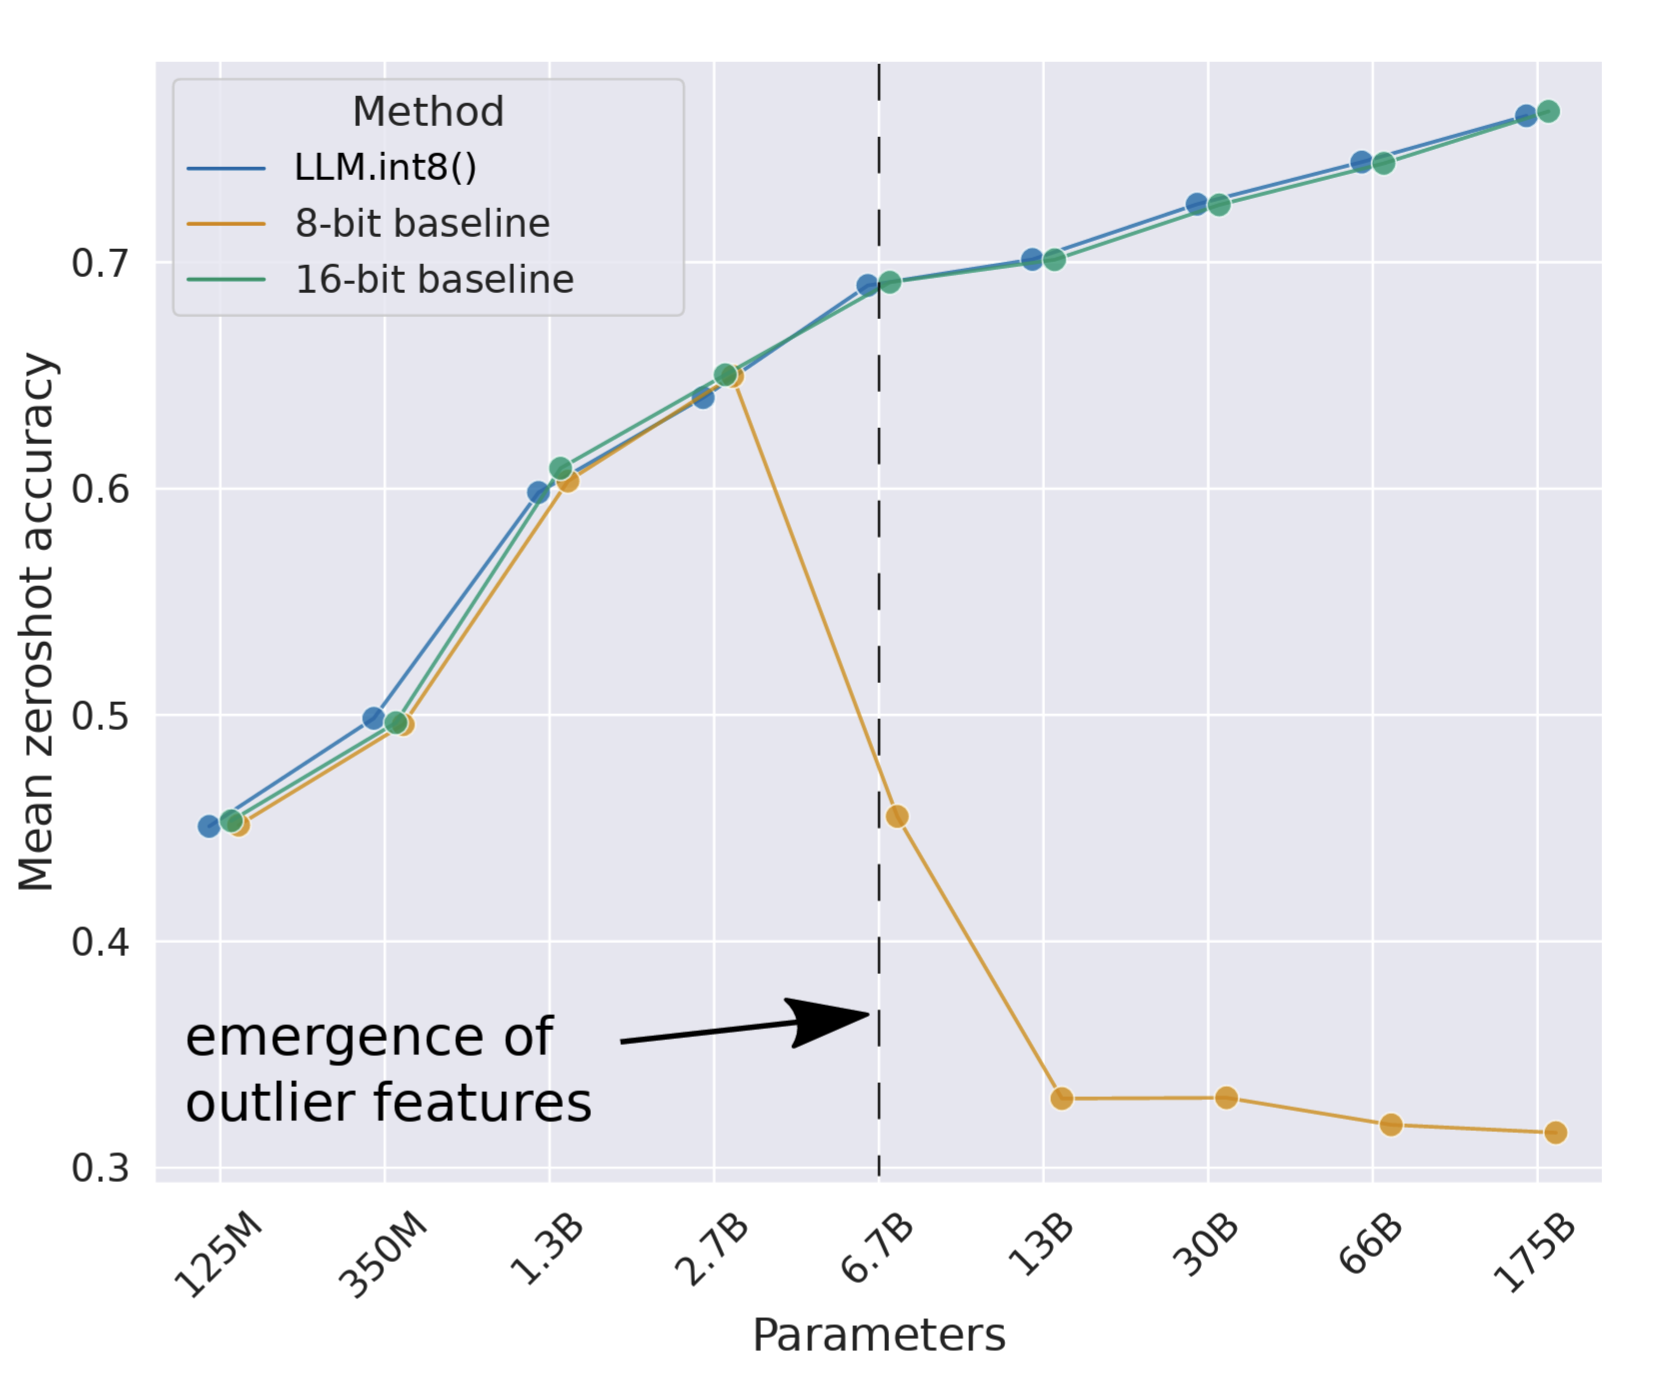 Method
LLM.int8()
8-bit baseline
16-bit baseline
Mean zeroshot accuracy
0.7
0.6
0.5
0.4
0.3
emergence of
outlier features
125M
350M
1.3B
2.7B
6.7B
13B
30B
66B
175B
Parameters